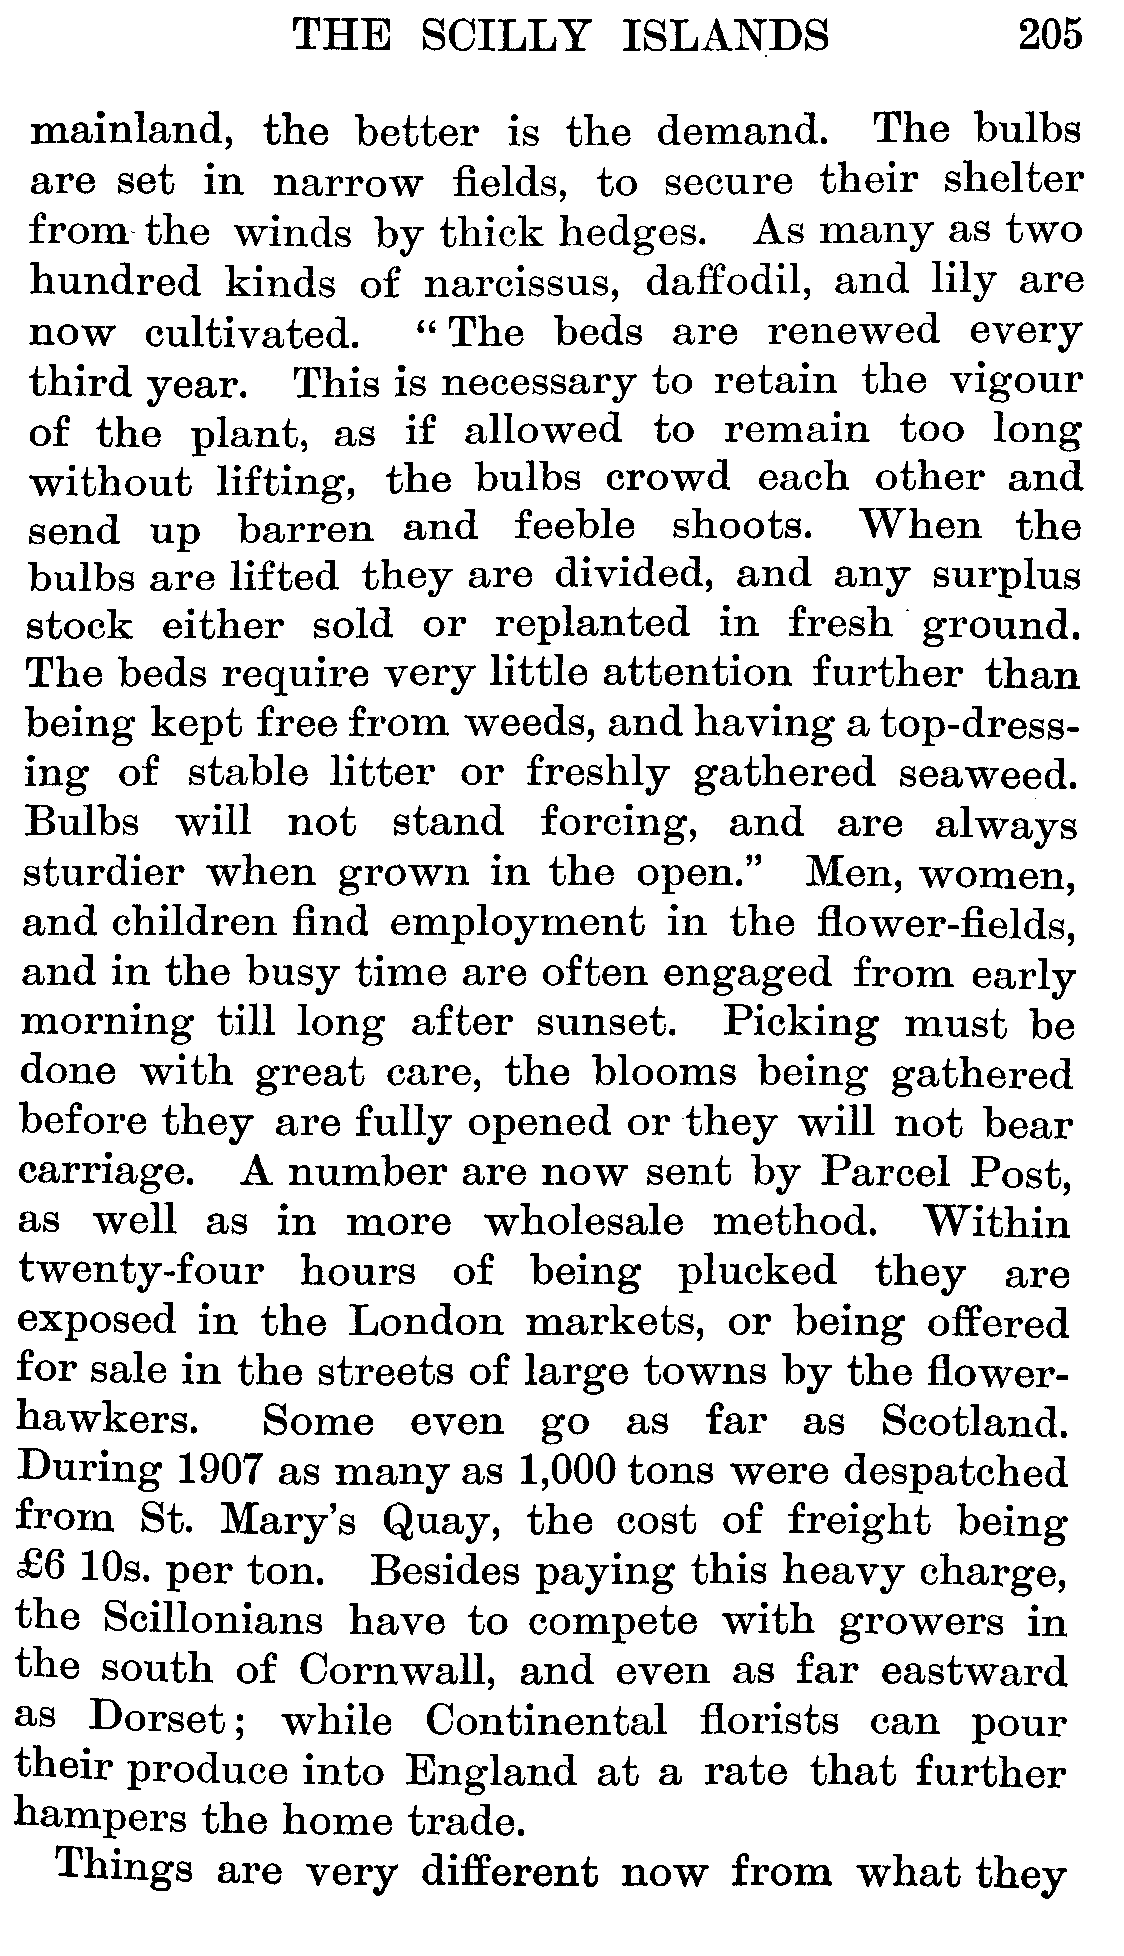 THE SCILLY ISLANDS 205
mainland, the better is the demand. The bulbs
are set in narrow fields, to secure their shelter
from the winds by thick hedges. As many as two
hundred kinds of narcissus, daffodil, and lily are
now cultivated. “ The beds are renewed every
third year. This is necessary to retain the vigour
of the plant, as if allowed to remain too long
without lifting, the bulbs crowd each other and
send up barren and feeble shoots. When the
bulbs are lifted they are divided, and any surplus
stock either sold or replanted in fresh ground.
The beds require very little attention further than
being kept free from weeds, and having a top-dress-
ing of stable litter or freshly gathered seaweed.
Bulbs will not stand forcing, and are always
sturdier when grown in the open.” Men, women,
and children find employment in the flower-fields,
and in the busy time are often engaged from early
morning till long after sunset. Picking must be
done with great care, the blooms being gathered
before they are fully opened or they will not bear
carriage. A number are now sent by Parcel Post,
as well as in more wholesale method. Within
twenty-four hours of being plucked they are
exposed in the London markets, or being offered
for sale in the streets of large towns by the flower-
hawkers. Some even go as far as Scotland.
During 1907 as many as 1,000 tons were despatched
from St. Mary’s Quay, the cost of freight being
£6 10s. per ton. Besides paying this heavy charge,
the Scillonians have to compete with growers in
the south of Cornwall, and even as far eastward
as Dorset; while Continental florists can pour
their produce into England at a rate that further
hampers the home trade.
Things are very different now from what they